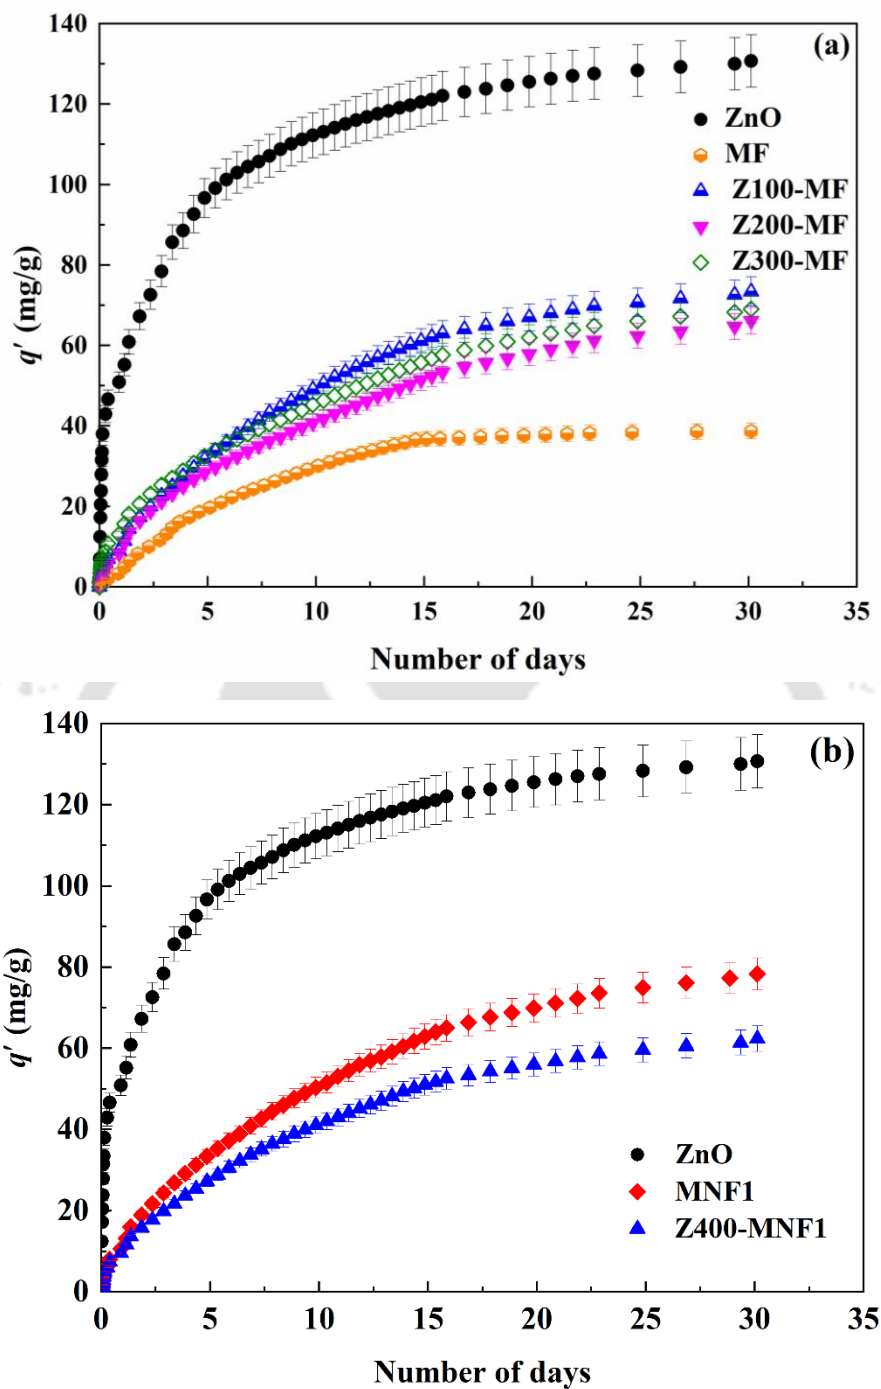 (a)
140
120
100
80
60
40
20
0
q′ (mg/g)
ZnO
MF
Z100-MF
Z200-MF
Z300-MF
0 5 10 15 20 25 30 35
Number of days
(b)
140
120
100
80
60
40
20
0
q′ (mg/g)
ZnO
MNF1
Z400-MNF1
0 5 10 15 20 25 30 35
Number of days